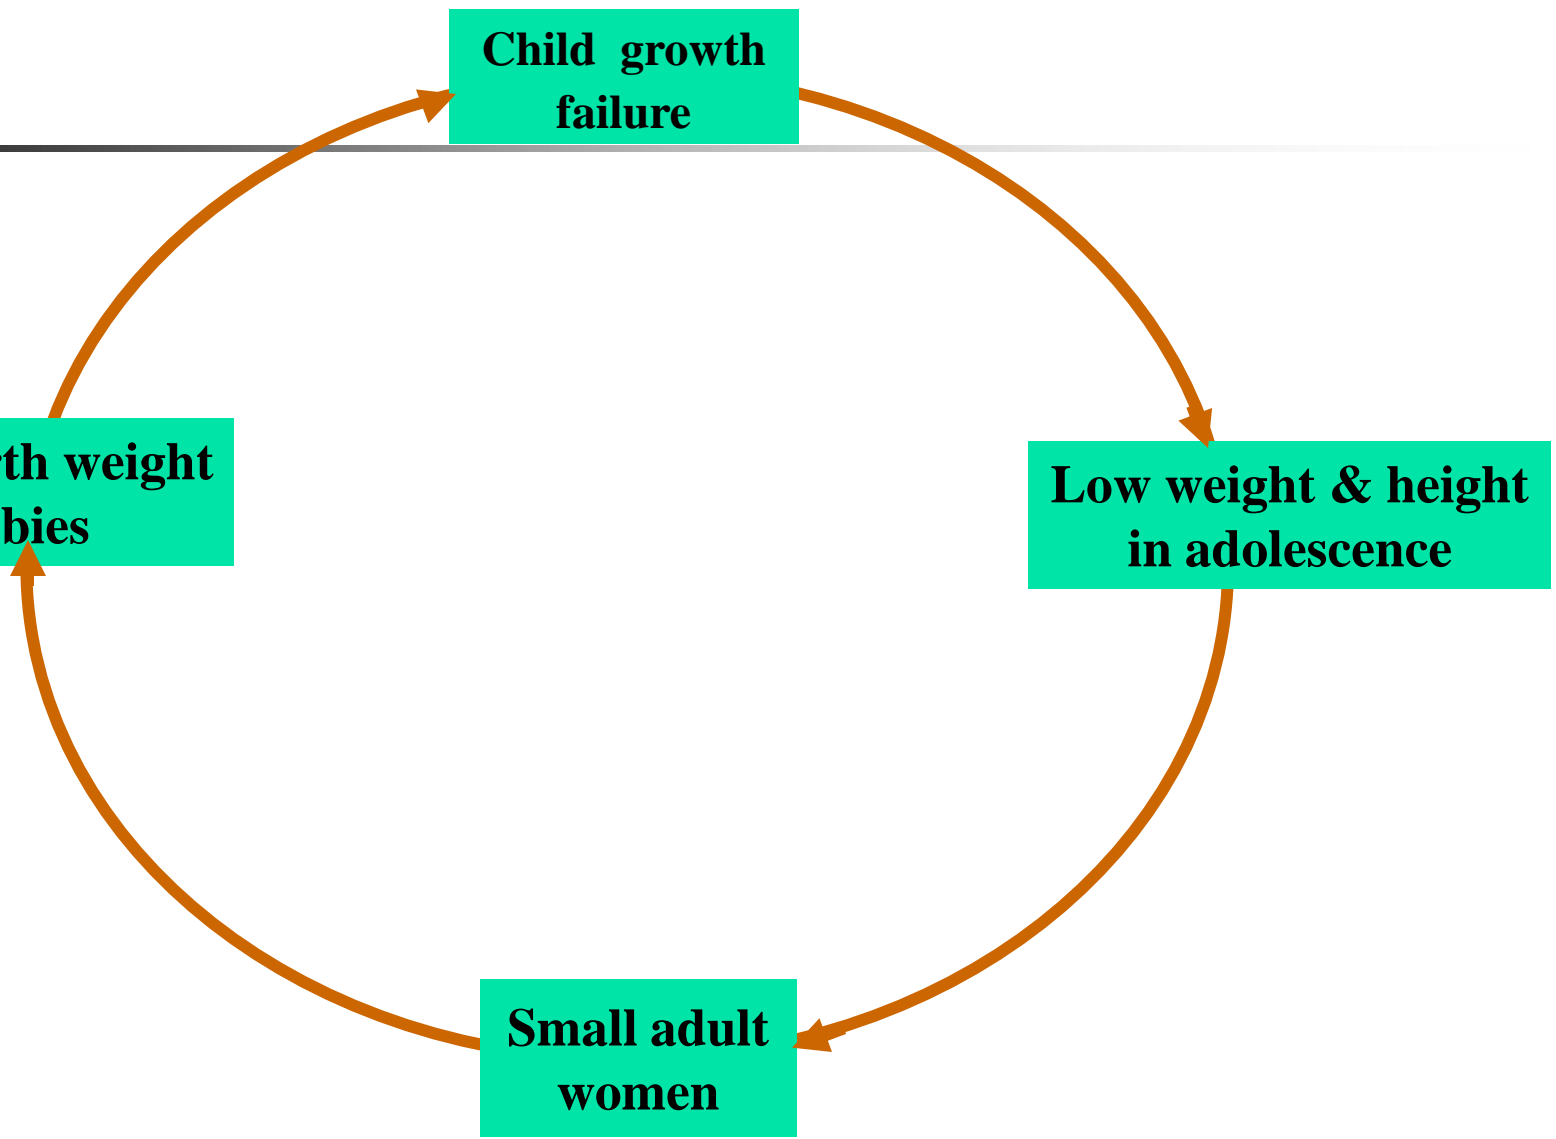 Child growth
failure
th weight
bies
Low weight & height
in adolescence
Small adult
women